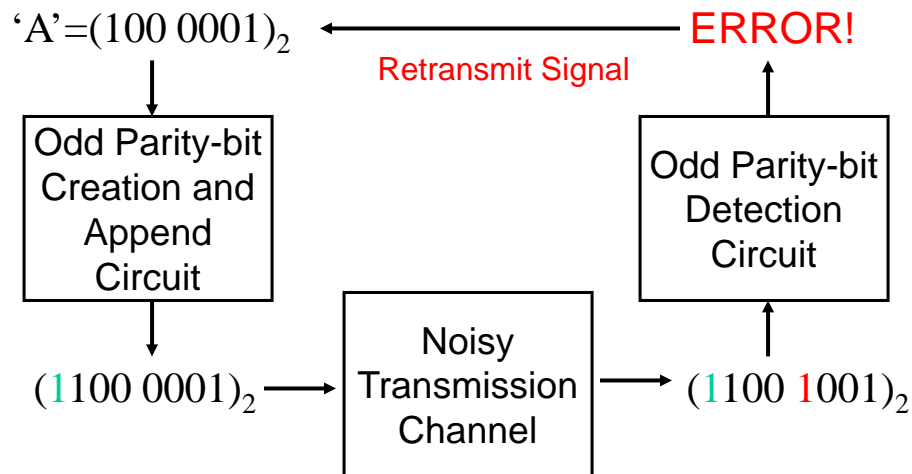 ‘A’=(100 0001)₂
ERROR!
Retransmit Signal
Odd Parity-bit
Creation and
Append
Circuit
Odd Parity-bit
Detection
Circuit
Noisy
Transmission
Channel
(1100 0001)₂
(1100 1001)₂